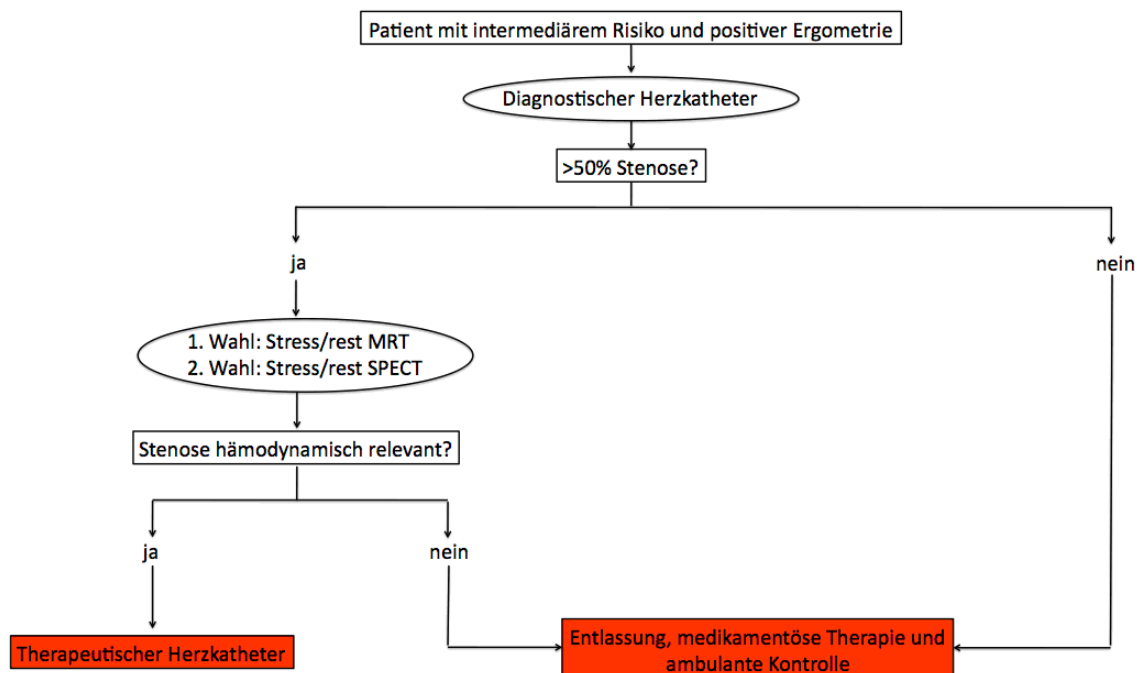 Patient mit intermediärem Risiko und positiver Ergometrie
Diagnostischer Herzkatheter
>50% Stenose?
ja
nein
1. Wahl: Stress/rest MRT
2. Wahl: Stress/rest SPECT
Stenose hämodynamisch relevant?
ja
nein
Therapeutischer Herzkatheter
Entlassung, medikamentöse Therapie und
ambulante Kontrolle